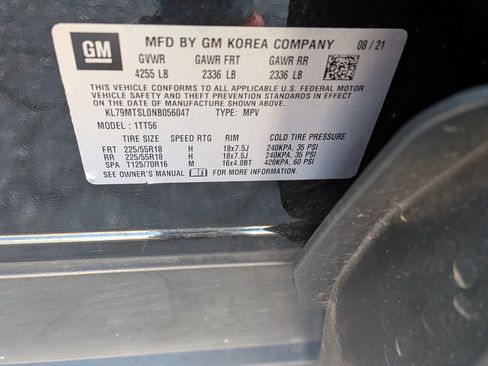 GM
MFD BY GM KOREA COMPANY 08 / 21
GVWR GAWR FRT GAWR RR
4255 LB 2336 LB 2336 LB
THIS VEHICLE CONFORMS TO ALL APPLICABLE U.S. FEDERAL MOTOR
VEHICLE SAFETY AND THEFT PREVENTION STANDARDS IN EFFECT
ON THE DATE OF MANUFACTURE SHOWN ABOVE.
KL79MTSL0NB056047 TYPE: MPV
MODEL : 1TT56
TIRE SIZE SPEED RTG RIM COLD TIRE PRESSURE
FRT 225/55R18 H 18x7.5J 240KPA, 35 PSI
RR 225/55R18 H 18x7.5J 240KPA, 35 PSI
SPA T125/70R16 M 16x4.0BT 420KPA, 60 PSI
SEE OWNER'S MANUAL FOR MORE INFORMATION.